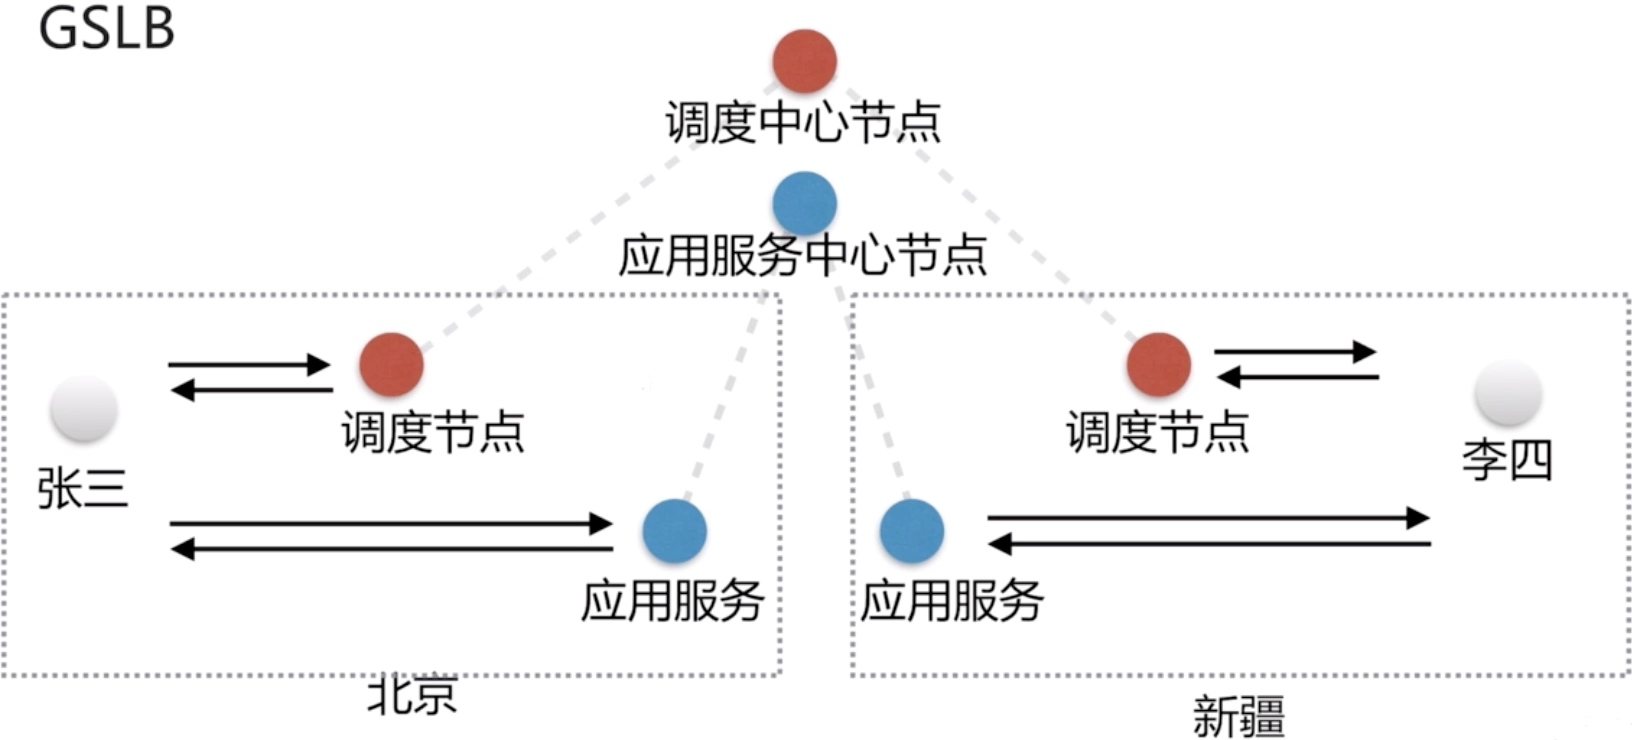 GSLB
调度中心节点
应用服务中心节点
调度节点
张三
应用服务
北京
调度节点
李四
应用服务
新疆